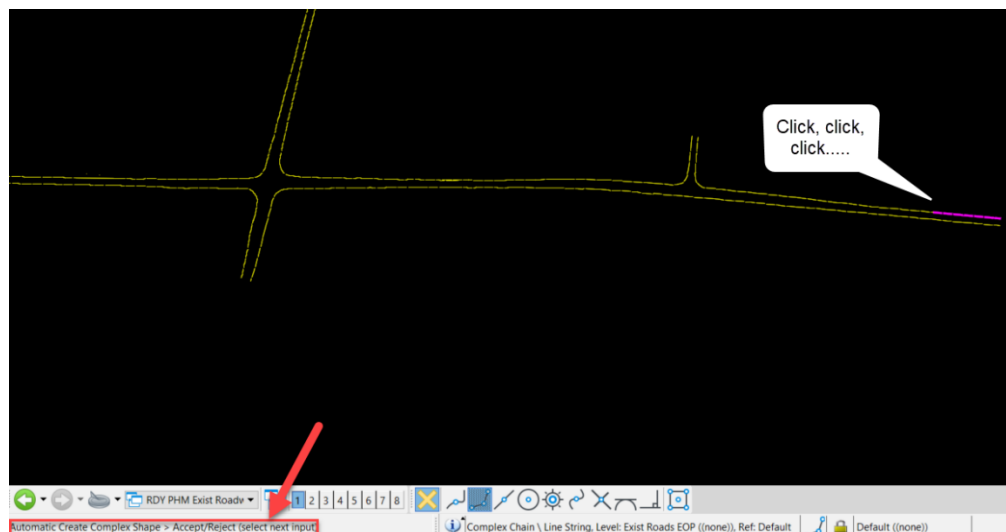 Click, click,
click.....
RDY PHM Exist Roadw
1 2 3 4 5 6 7 8
Automatic Create Complex Shape > Accept/Reject (select next input)
Complex Chain \ Line String, Level: Exist Roads EOP ((none)), Ref: Default
Default ((none))